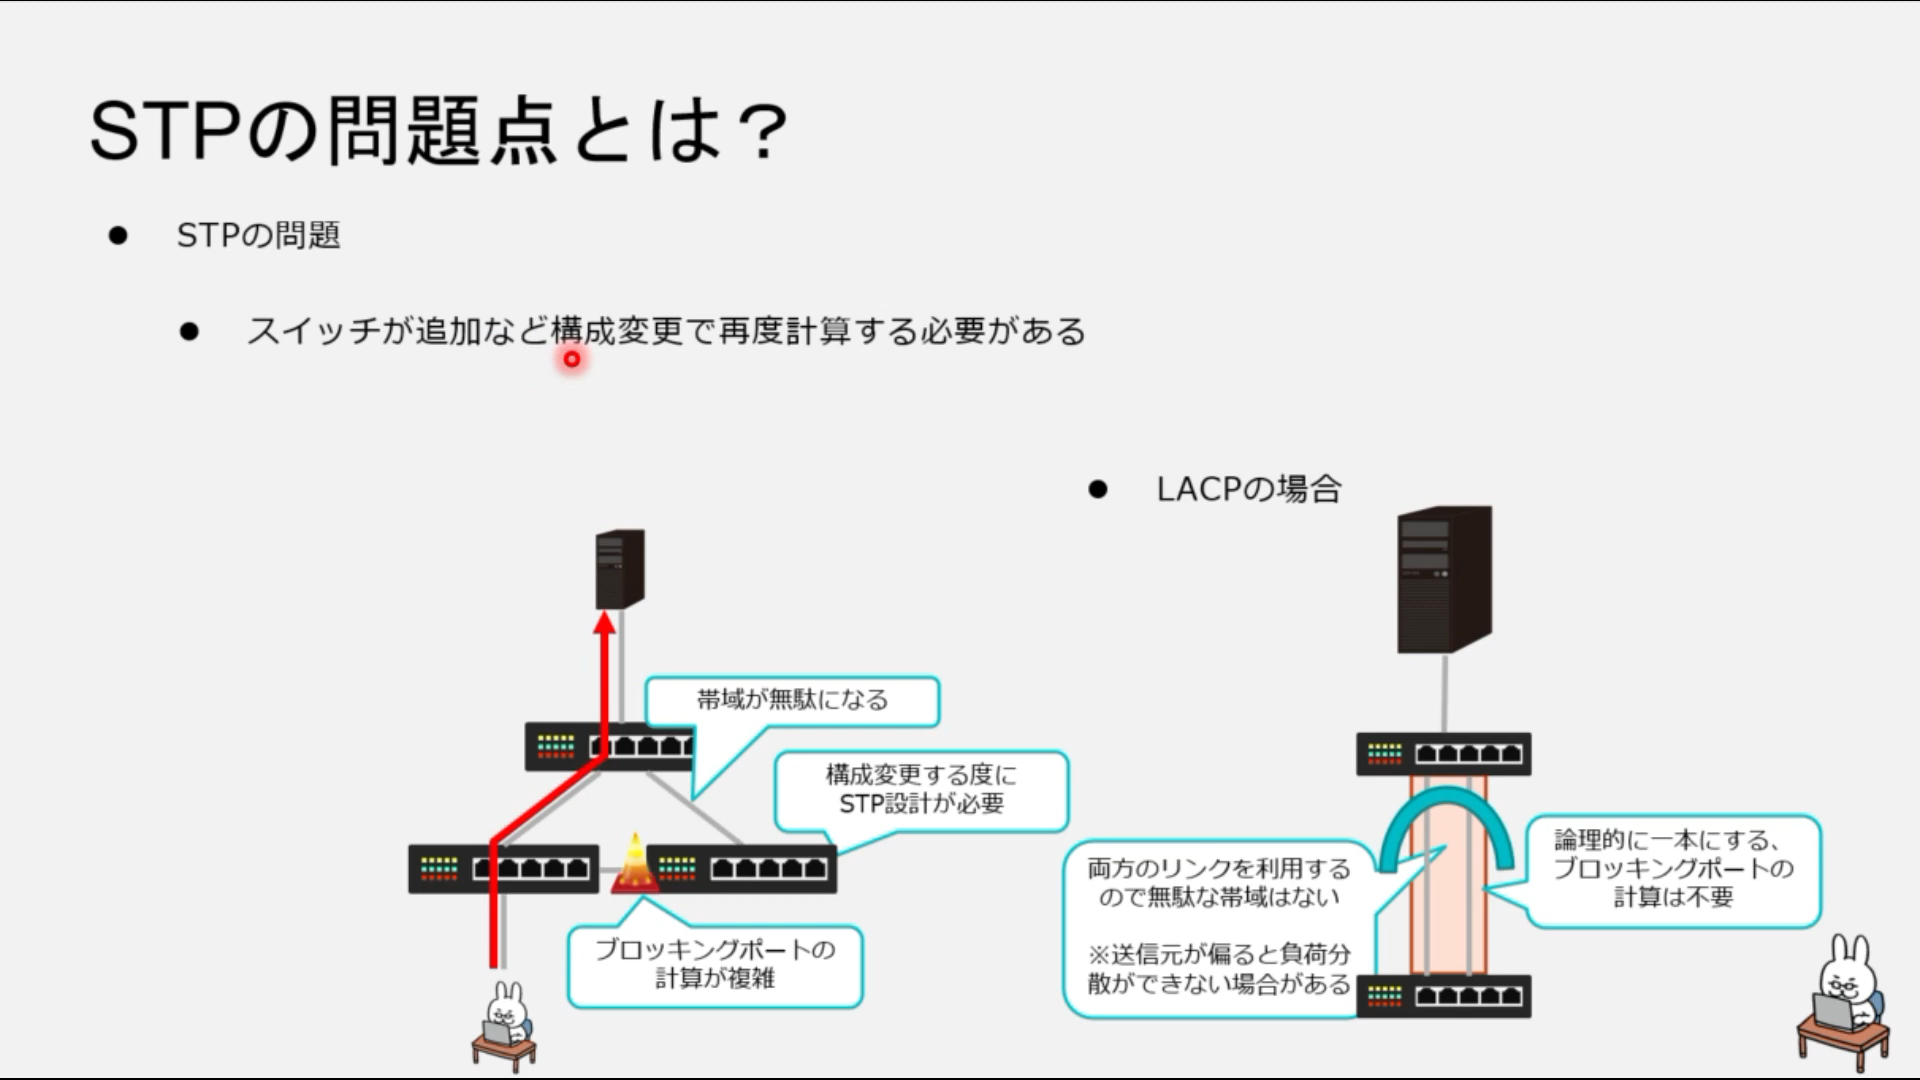 STPの問題点とは？
STPの問題
スイッチが追加など構成変更で再度計算する必要がある
LACPの場合
帯域が無駄になる
構成変更する度に
STP設計が必要
ブロッキングポートの
計算が複雑
両方のリンクを利用する
ので無駄な帯域はない
※送信元が偏ると負荷分
散ができない場合がある
論理的に一本にする、
ブロッキングポートの
計算は不要